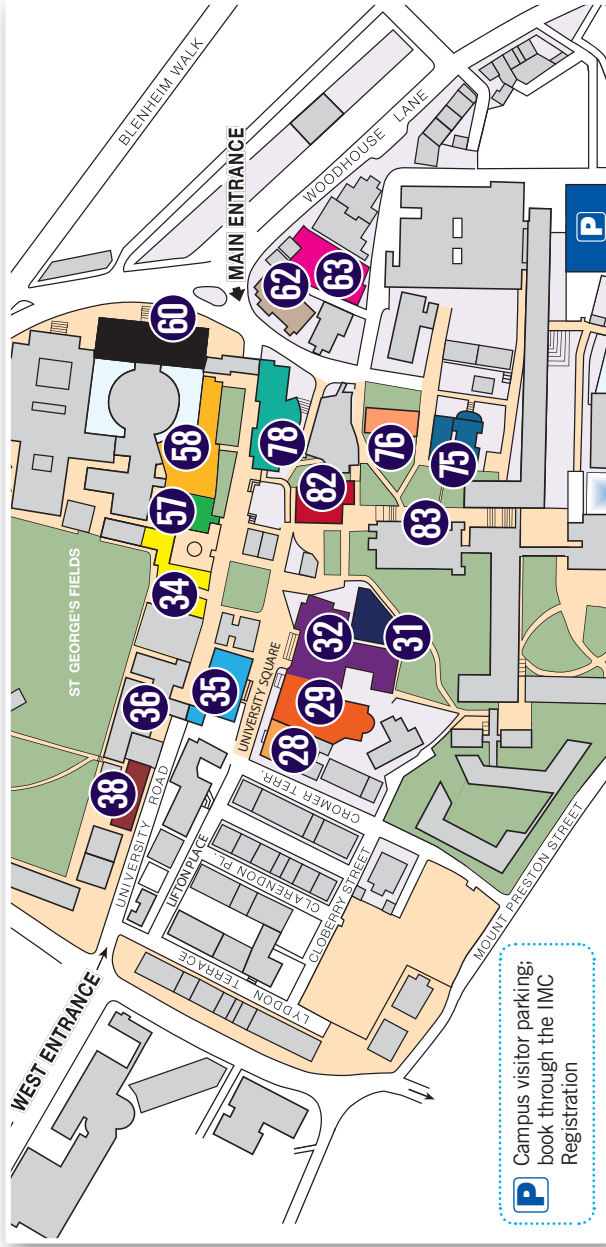 BLENHEIM WALK
WOODHOUSE LANE
MAIN ENTRANCE
60
62
63
58
78
57
82
76
75
83
ST GEORGE'S FIELDS
34
32
31
36
35
UNIVERSITY SQUARE
29
28
38
UNIVERSITY ROAD
LIFTON PLACE
CROMER TERR.
CLARENDON PL.
CLOBERRY STREET
LYDDON TERRACE
MOUNT PRESTON STREET
WEST ENTRANCE
P
P
Campus visitor parking;
book through the IMC
Registration